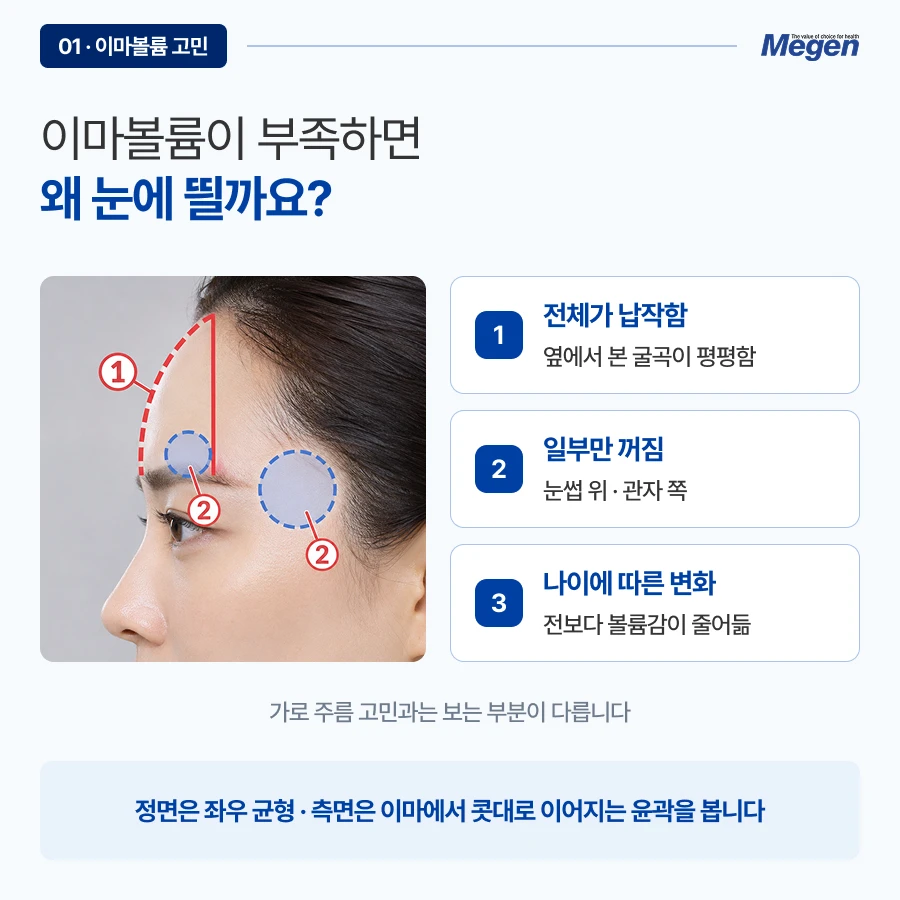 01 · 이마볼륨 고민
The value of choice for health
Megen
이마볼륨이 부족하면
왜 눈에 띌까요?
1
2
2
1
전체가 납작함
옆에서 본 굴곡이 평평함
2
일부만 꺼짐
눈썹 위 · 관자 쪽
3
나이에 따른 변화
전보다 볼륨감이 줄어듦
가로 주름 고민과는 보는 부분이 다릅니다
정면은 좌우 균형 · 측면은 이마에서 콧대로 이어지는 윤곽을 봅니다